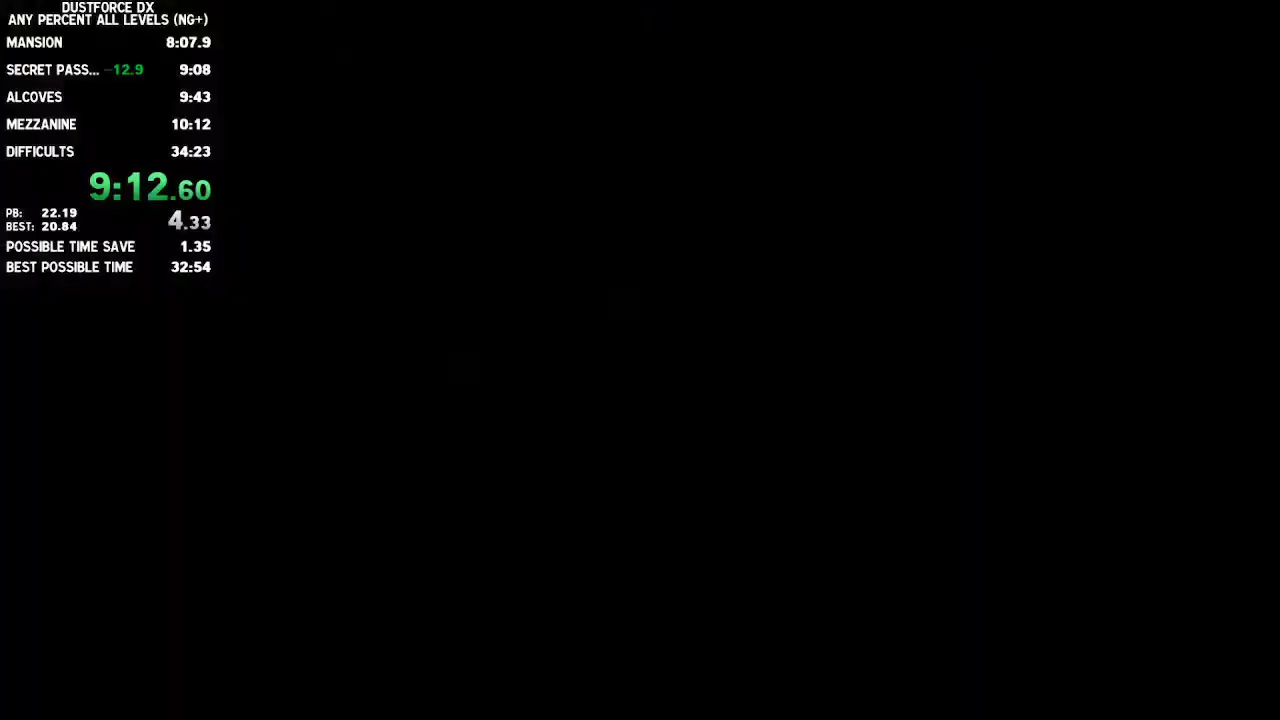 DUSTFORCE DX
ANY PERCENT ALL LEVELS (NG+)
MANSION 8:07.9
SECRET PASS... -12.9 9:08
ALCOVES 9:43
MEZZANINE 10:12
DIFFICULTS 34:23
9:12.60
PB: 22.19 4.33
BEST: 20.84
POSSIBLE TIME SAVE 1.35
BEST POSSIBLE TIME 32:54